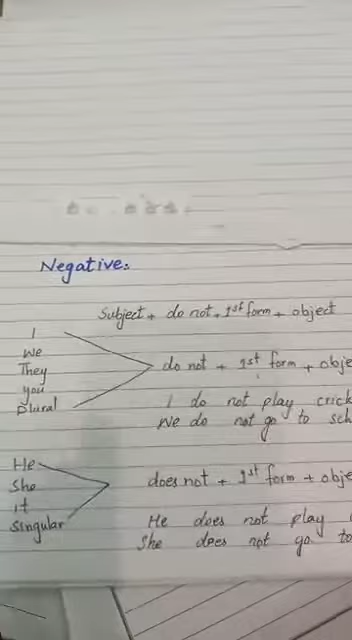 Negative:
Subject + do not + 1st form + object
I
We
They
you
Plural
do not + 1st form + obje
I do not play crick
We do not go to sch
He
She
it
Singular
does not + 1st form + obje
He does not play
She does not go to